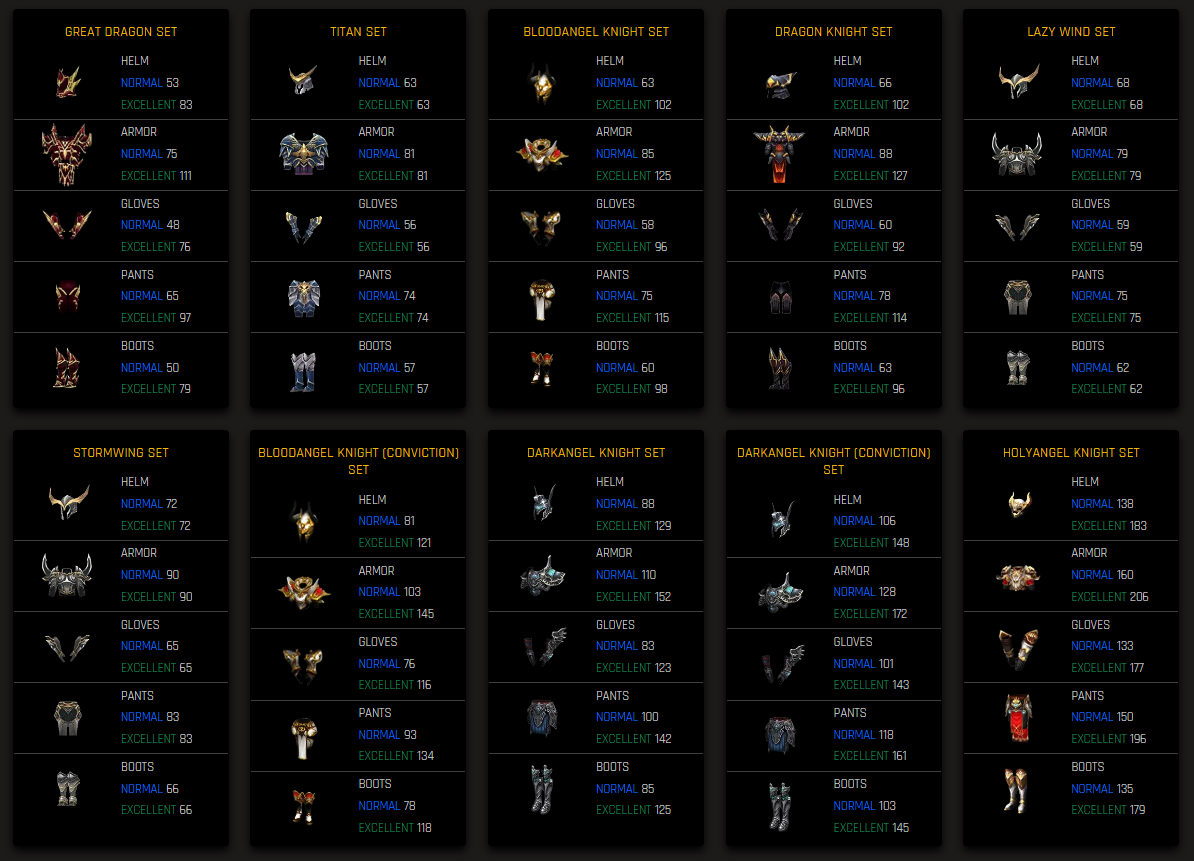 GREAT DRAGON SET
HELM
NORMAL 53
EXCELLENT 83
ARMOR
NORMAL 75
EXCELLENT 111
GLOVES
NORMAL 48
EXCELLENT 76
PANTS
NORMAL 65
EXCELLENT 97
BOOTS
NORMAL 50
EXCELLENT 79
TITAN SET
HELM
NORMAL 63
EXCELLENT 63
ARMOR
NORMAL 81
EXCELLENT 81
GLOVES
NORMAL 56
EXCELLENT 56
PANTS
NORMAL 74
EXCELLENT 74
BOOTS
NORMAL 57
EXCELLENT 57
BLOODANGEL KNIGHT SET
HELM
NORMAL 63
EXCELLENT 102
ARMOR
NORMAL 85
EXCELLENT 125
GLOVES
NORMAL 58
EXCELLENT 96
PANTS
NORMAL 75
EXCELLENT 115
BOOTS
NORMAL 60
EXCELLENT 98
DRAGON KNIGHT SET
HELM
NORMAL 66
EXCELLENT 102
ARMOR
NORMAL 88
EXCELLENT 127
GLOVES
NORMAL 60
EXCELLENT 92
PANTS
NORMAL 78
EXCELLENT 114
BOOTS
NORMAL 63
EXCELLENT 96
LAZY WIND SET
HELM
NORMAL 68
EXCELLENT 68
ARMOR
NORMAL 79
EXCELLENT 79
GLOVES
NORMAL 59
EXCELLENT 59
PANTS
NORMAL 75
EXCELLENT 75
BOOTS
NORMAL 62
EXCELLENT 62
STORMWING SET
HELM
NORMAL 72
EXCELLENT 72
ARMOR
NORMAL 90
EXCELLENT 90
GLOVES
NORMAL 65
EXCELLENT 65
PANTS
NORMAL 83
EXCELLENT 83
BOOTS
NORMAL 66
EXCELLENT 66
BLOODANGEL KNIGHT (CONVICTION)
SET
HELM
NORMAL 81
EXCELLENT 121
ARMOR
NORMAL 103
EXCELLENT 145
GLOVES
NORMAL 76
EXCELLENT 116
PANTS
NORMAL 93
EXCELLENT 134
BOOTS
NORMAL 78
EXCELLENT 118
DARKANGEL KNIGHT SET
HELM
NORMAL 88
EXCELLENT 129
ARMOR
NORMAL 110
EXCELLENT 152
GLOVES
NORMAL 83
EXCELLENT 123
PANTS
NORMAL 100
EXCELLENT 142
BOOTS
NORMAL 85
EXCELLENT 125
DARKANGEL KNIGHT (CONVICTION)
SET
HELM
NORMAL 106
EXCELLENT 148
ARMOR
NORMAL 128
EXCELLENT 172
GLOVES
NORMAL 101
EXCELLENT 143
PANTS
NORMAL 118
EXCELLENT 161
BOOTS
NORMAL 103
EXCELLENT 145
HOLYANGEL KNIGHT SET
HELM
NORMAL 138
EXCELLENT 183
ARMOR
NORMAL 160
EXCELLENT 206
GLOVES
NORMAL 133
EXCELLENT 177
PANTS
NORMAL 150
EXCELLENT 196
BOOTS
NORMAL 135
EXCELLENT 179